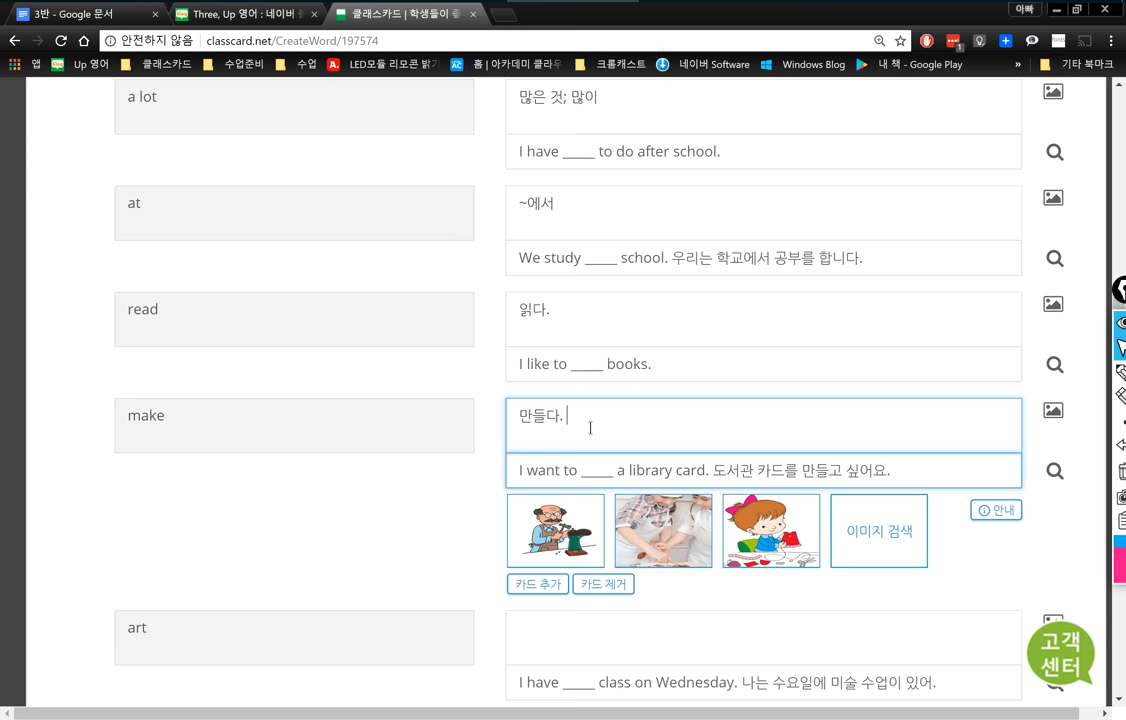 아빠
3반 - Google 문서
Three, Up 영어 : 네이버
클래스카드 | 학생들이 좋
안전하지 않음
classcard.net/CreateWord/197574
1
앱
Up 영어
클래스카드
수업준비
수업
LED모듈 리모콘 밝기
홈 | 아카데미 클라우
크롬캐스트
네이버 Software
Windows Blog
내 책 - Google Play
»
기타 북마크
a lot
많은 것; 많이
I have _____ to do after school.
at
~에서
We study _____ school. 우리는 학교에서 공부를 합니다.
read
읽다.
I like to _____ books.
make
만들다.
I want to _____ a library card. 도서관 카드를 만들고 싶어요.
이미지 검색
안내
카드 추가
카드 제거
art
I have _____ class on Wednesday. 나는 수요일에 미술 수업이 있어.
고객
센터